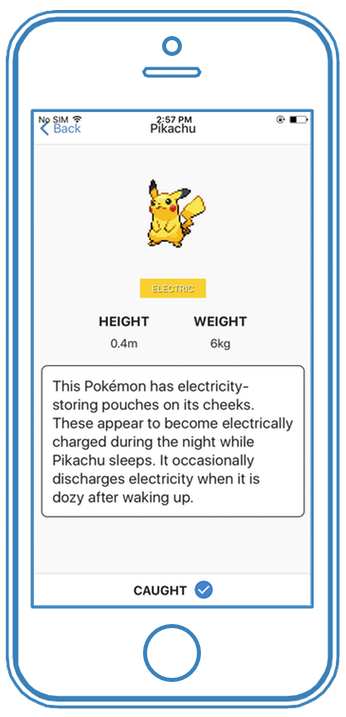 No SIM 2:57 PM
Back Pikachu
ELECTRIC
HEIGHT WEIGHT
0.4m 6kg
This Pokémon has electricity-
storing pouches on its cheeks.
These appear to become electrically
charged during the night while
Pikachu sleeps. It occasionally
discharges electricity when it is
dozy after waking up.
CAUGHT